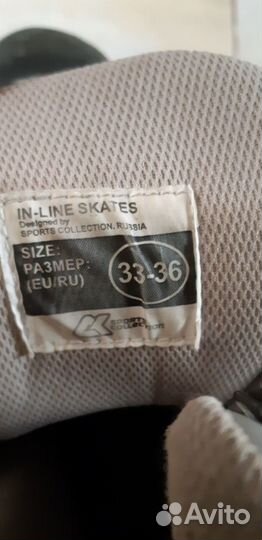 IN-LINE SKATES
Designed by
SPORTS COLLECTION, RUSSIA
SIZE:
РАЗМЕР:
(EU/RU)
33-36
SPORTS
COLLECTION
Avito